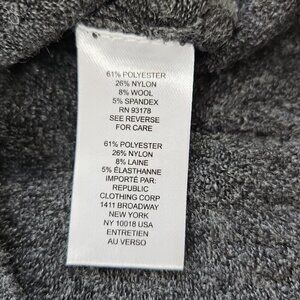 61% POLYESTER
26% NYLON
8% WOOL
5% SPANDEX
RN 93178
SEE REVERSE
FOR CARE
61% POLYESTER
26% NYLON
8% LAINE
5% ÉLASTHANNE
IMPORTÉ PAR:
REPUBLIC
CLOTHING CORP
1411 BROADWAY
NEW YORK
NY 10018 USA
ENTRETIEN
AU VERSO